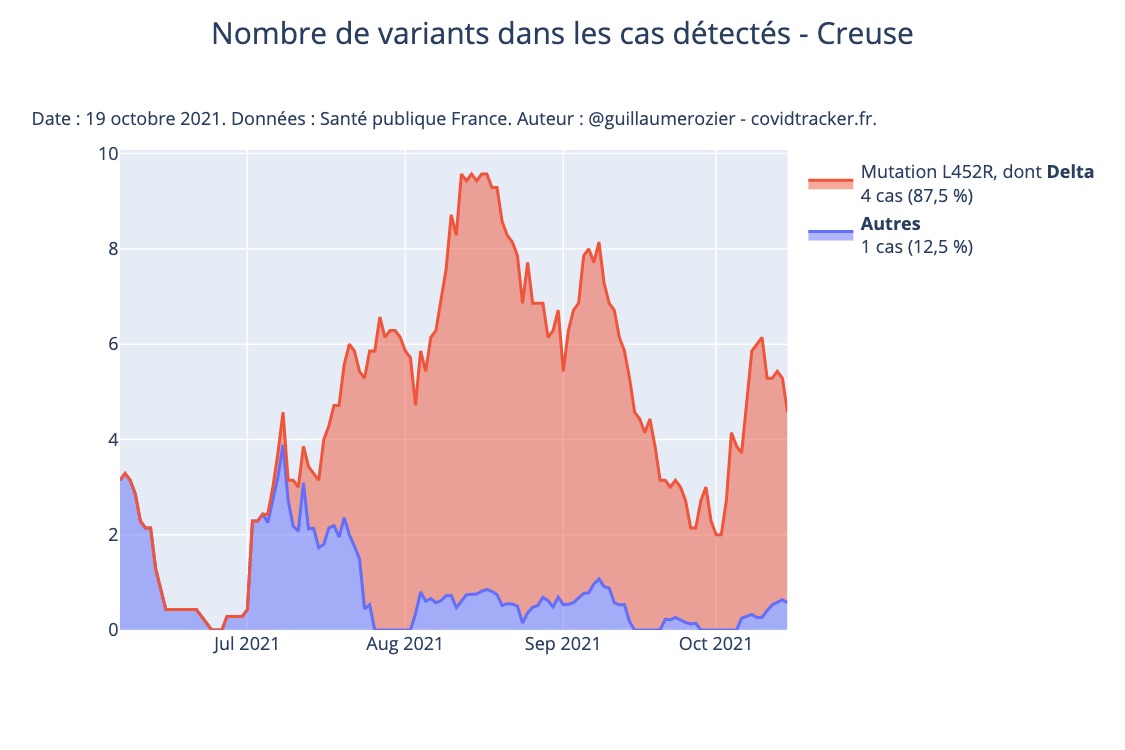 Nombre de variants dans les cas détectés - Creuse
Date : 19 octobre 2021. Données : Santé publique France. Auteur : @guillaumerozier - covidtracker.fr.
10
8
6
4
2
0
Jul 2021
Aug 2021
Sep 2021
Oct 2021
Mutation L452R, dont Delta
4 cas (87,5 %)
Autres
1 cas (12,5 %)